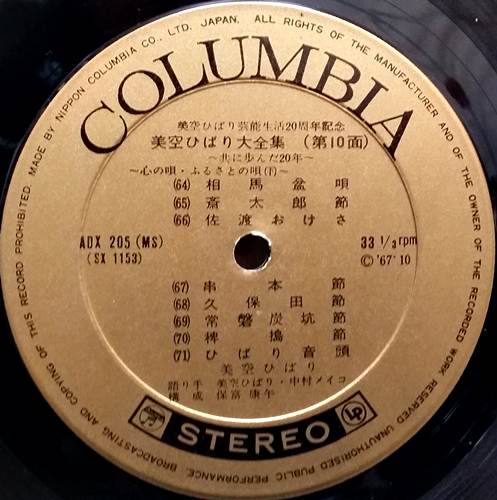 MADE BY NIPPON COLUMBIA CO., LTD. JAPAN. ALL RIGHTS OF THE MANUFACTURER AND OF THE OWNER OF THE RECORDED WORK RESERVED UNAUTHORISED PUBLIC PERFORMANCE, BROADCASTING AND COPYING OF THIS RECORD PROHIBITED
COLUMBIA
美空ひばり芸能生活20周年記念
美空ひばり大全集 (第10面)
~共に歩んだ20年~
~心の唄・ふるさとの唄(下)~
(64) 相馬盆唄
(65) 斎太郎節
(66) 佐渡おけさ
ADX 205 (MS)
33 1/3 rpm
(SX 1153)
© '67・10
(67) 串本節
(68) 久保田節
(69) 常磐炭坑節
(70) 稗搗節
(71) ひばり音頭
美空ひばり
語り手 美空ひばり・中村メイコ
構成 保富康午
STEREO
LP